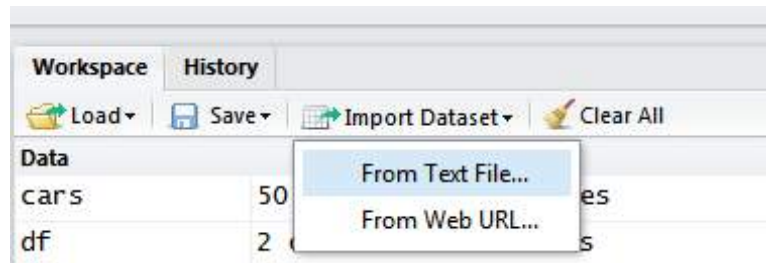 Workspace History
Load Save Import Dataset Clear All
Data
From Text File...
cars 50 es
From Web URL...
df 2 s